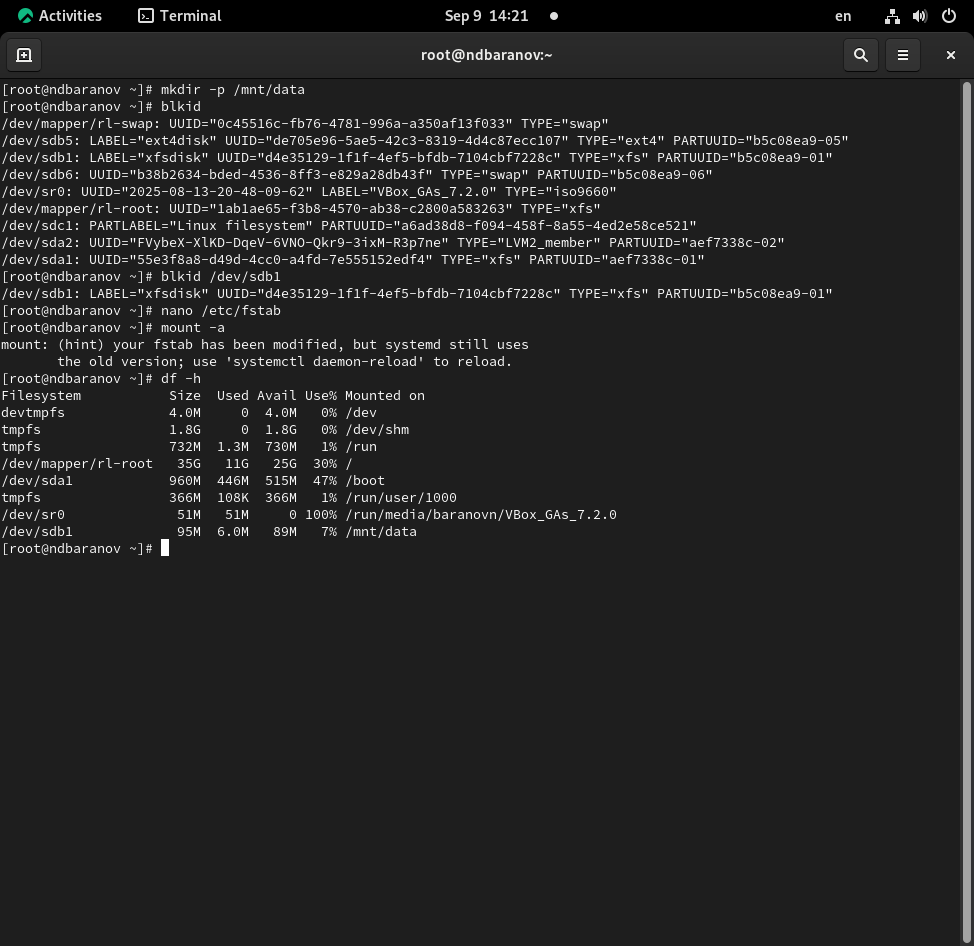 Activities Terminal Sep 9 14:21 en
root@ndbaranov:~
[root@ndbaranov ~]# mkdir -p /mnt/data
[root@ndbaranov ~]# blkid
/dev/mapper/rl-swap: UUID="0c45516c-fb76-4781-996a-a350af13f033" TYPE="swap"
/dev/sdb5: LABEL="ext4disk" UUID="de705e96-5ae5-42c3-8319-4d4c87ecc107" TYPE="ext4" PARTUUID="b5c08ea9-05"
/dev/sdb1: LABEL="xfsdisk" UUID="d4e35129-1f1f-4ef5-bfdb-7104cbf7228c" TYPE="xfs" PARTUUID="b5c08ea9-01"
/dev/sdb6: UUID="b38b2634-bded-4536-8ff3-e829a28db43f" TYPE="swap" PARTUUID="b5c08ea9-06"
/dev/sr0: UUID="2025-08-13-20-48-09-62" LABEL="VBox_GAs_7.2.0" TYPE="iso9660"
/dev/mapper/rl-root: UUID="1ab1ae65-f3b8-4570-ab38-c2800a583263" TYPE="xfs"
/dev/sdc1: PARTLABEL="Linux filesystem" PARTUUID="a6ad38d8-f094-458f-8a55-4ed2e58ce521"
/dev/sda2: UUID="FVybeX-XlKD-DqeV-6VNO-Qkr9-3ixM-R3p7ne" TYPE="LVM2_member" PARTUUID="aef7338c-02"
/dev/sda1: UUID="55e3f8a8-d49d-4cc0-a4fd-7e555152edf4" TYPE="xfs" PARTUUID="aef7338c-01"
[root@ndbaranov ~]# blkid /dev/sdb1
/dev/sdb1: LABEL="xfsdisk" UUID="d4e35129-1f1f-4ef5-bfdb-7104cbf7228c" TYPE="xfs" PARTUUID="b5c08ea9-01"
[root@ndbaranov ~]# nano /etc/fstab
[root@ndbaranov ~]# mount -a
mount: (hint) your fstab has been modified, but systemd still uses
       the old version; use 'systemctl daemon-reload' to reload.
[root@ndbaranov ~]# df -h
Filesystem           Size  Used Avail Use% Mounted on
devtmpfs             4.0M     0  4.0M   0% /dev
tmpfs                1.8G     0  1.8G   0% /dev/shm
tmpfs                732M  1.3M  730M   1% /run
/dev/mapper/rl-root   35G   11G   25G  30% /
/dev/sda1            960M  446M  515M  47% /boot
tmpfs                366M  108K  366M   1% /run/user/1000
/dev/sr0              51M   51M     0 100% /run/media/baranovn/VBox_GAs_7.2.0
/dev/sdb1             95M  6.0M   89M   7% /mnt/data
[root@ndbaranov ~]#